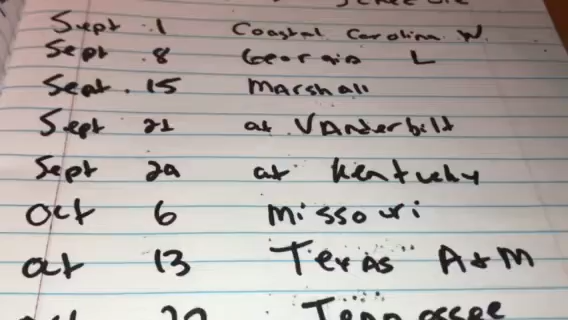 Sept 1 Coastal Carolina W
Sept 8 Georgia L
Sept. 15 Marshall
Sept 21 at Vanderbilt
Sept 29 at Kentucky
Oct 6 Missouri
Oct 13 Texas A+M
Tennessee